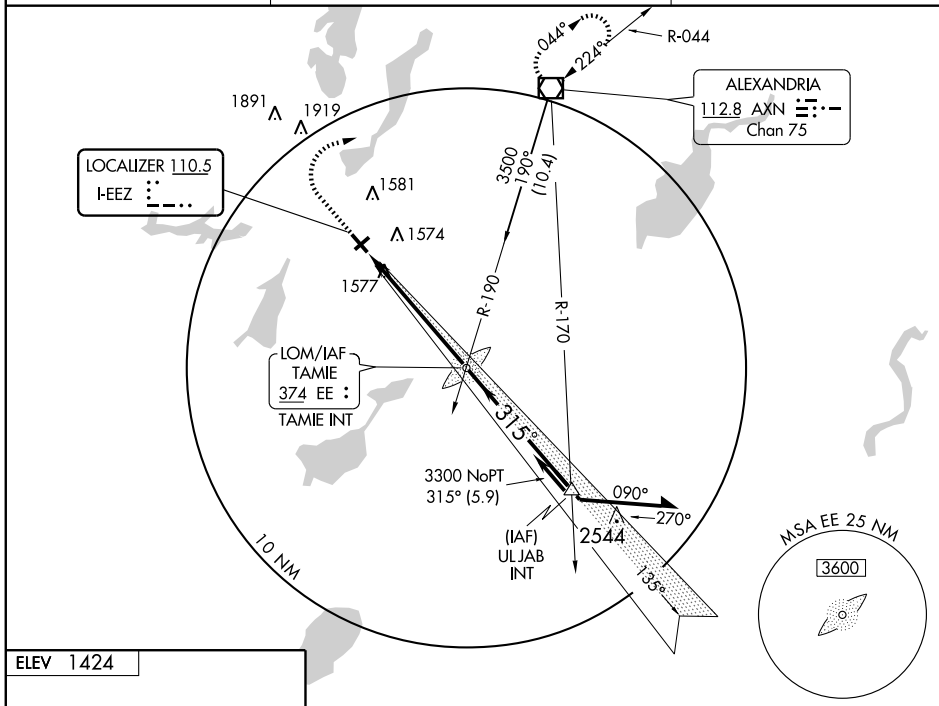 044°
224°
R-044
ALEXANDRIA
112.8 AXN
Chan 75
1891
1919
LOCALIZER 110.5
I-EEZ
1581
1574
1577
3500
190°
(10.4)
R-190
R-170
LOM/IAF
TAMIE
374 EE
TAMIE INT
315°
3300 NoPT
315° (5.9)
090°
270°
(IAF)
ULJAB
INT
2544
135°
10 NM
MSA EE 25 NM
3600
ELEV 1424